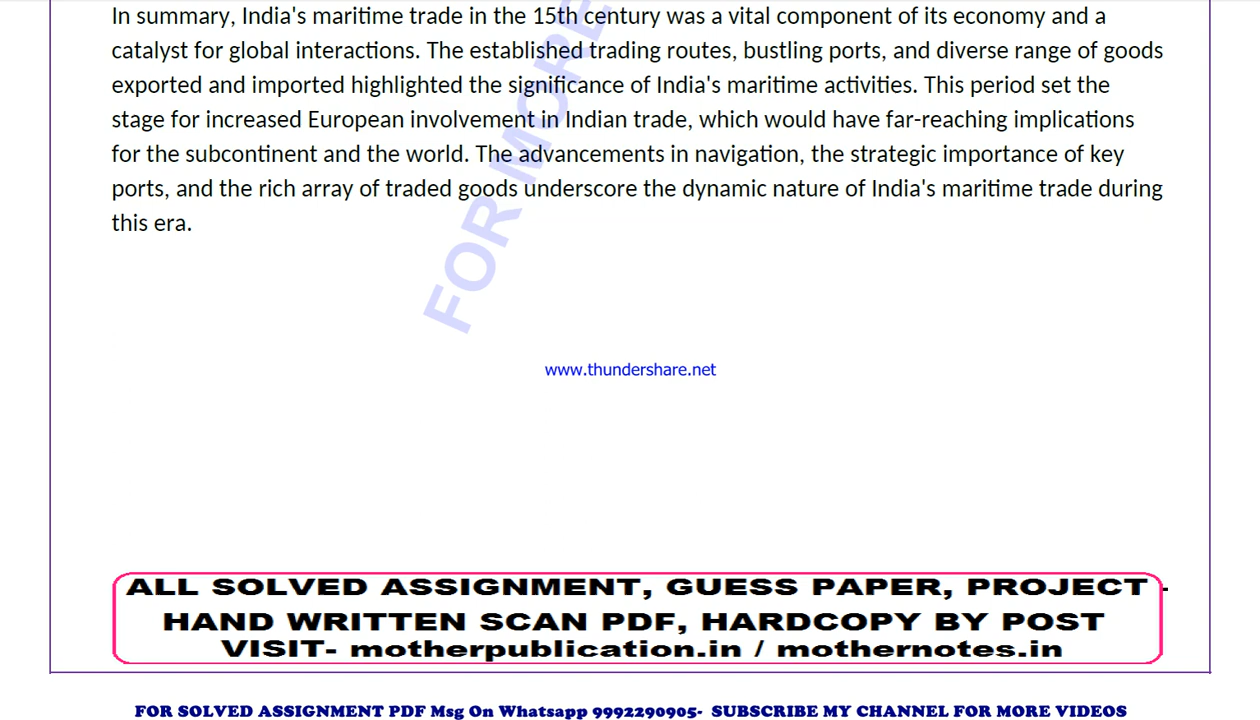 In summary, India's maritime trade in the 15th century was a vital component of its economy and a
catalyst for global interactions. The established trading routes, bustling ports, and diverse range of goods
exported and imported highlighted the significance of India's maritime activities. This period set the
stage for increased European involvement in Indian trade, which would have far-reaching implications
for the subcontinent and the world. The advancements in navigation, the strategic importance of key
ports, and the rich array of traded goods underscore the dynamic nature of India's maritime trade during
this era.
FOR MORE
www.thundershare.net
ALL SOLVED ASSIGNMENT, GUESS PAPER, PROJECT -
HAND WRITTEN SCAN PDF, HARDCOPY BY POST
VISIT- motherpublication.in / mothernotes.in
FOR SOLVED ASSIGNMENT PDF Msg On Whatsapp 9992290905- SUBSCRIBE MY CHANNEL FOR MORE VIDEOS